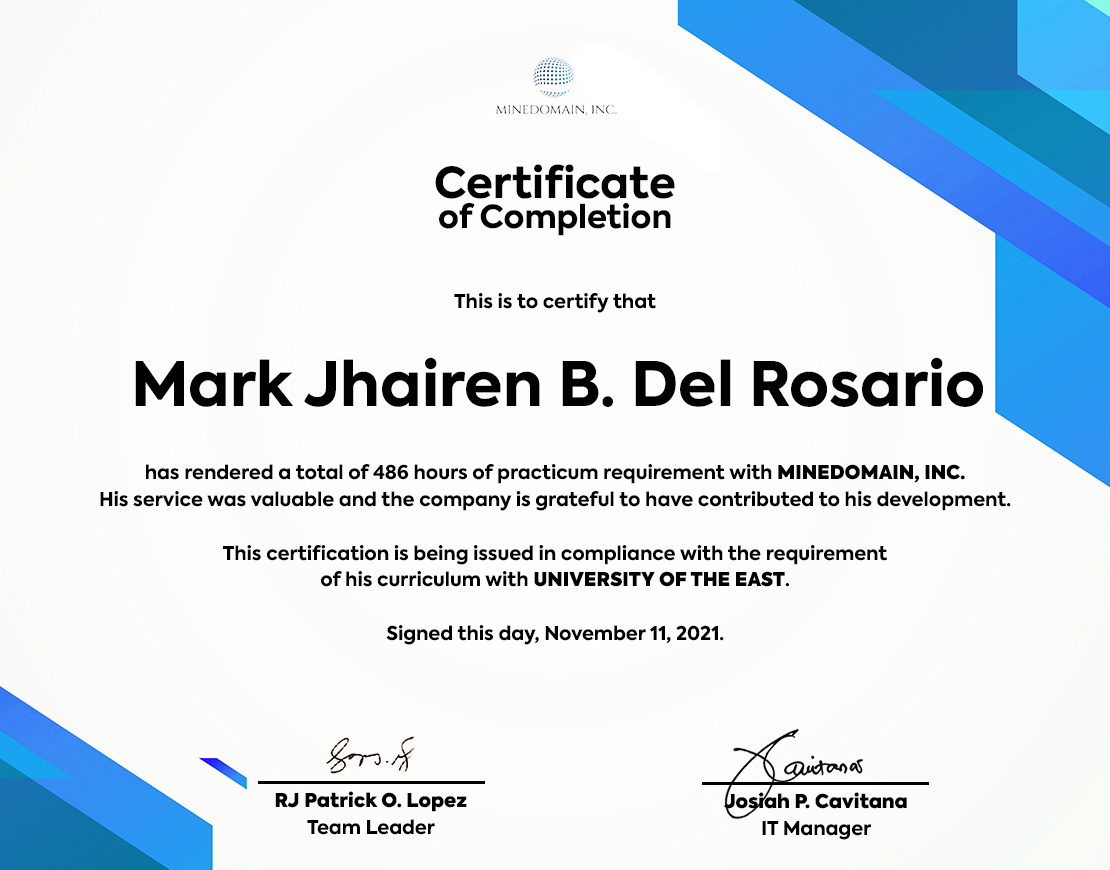 MINEDOMAIN, INC.
Certificate
of Completion
This is to certify that
Mark Jhairen B. Del Rosario
has rendered a total of 486 hours of practicum requirement with MINEDOMAIN, INC.
His service was valuable and the company is grateful to have contributed to his development.
This certification is being issued in compliance with the requirement
of his curriculum with UNIVERSITY OF THE EAST.
Signed this day, November 11, 2021.
RJ Patrick O. Lopez
Team Leader
Cavitana
Josiah P. Cavitana
IT Manager